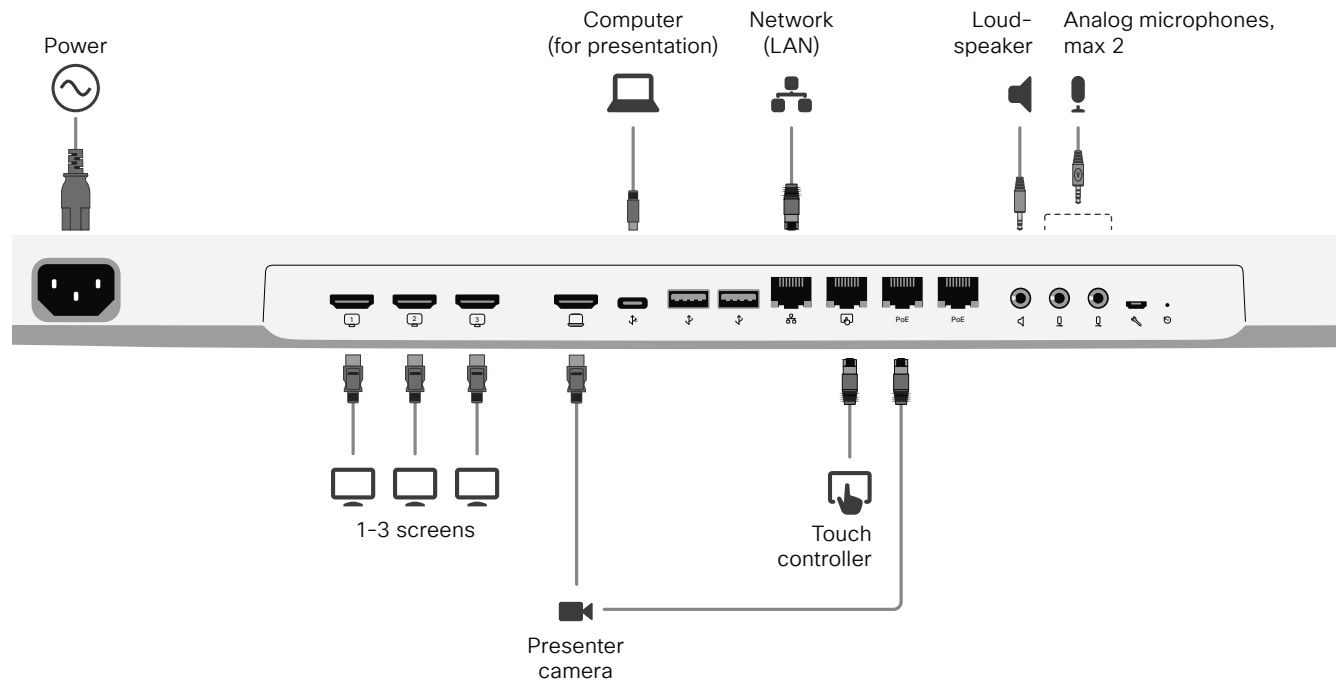 Power
Computer
(for presentation)
Network
(LAN)
Loud-
speaker
Analog microphones,
max 2
1
2
3
PoE
PoE
1-3 screens
Touch
controller
Presenter
camera